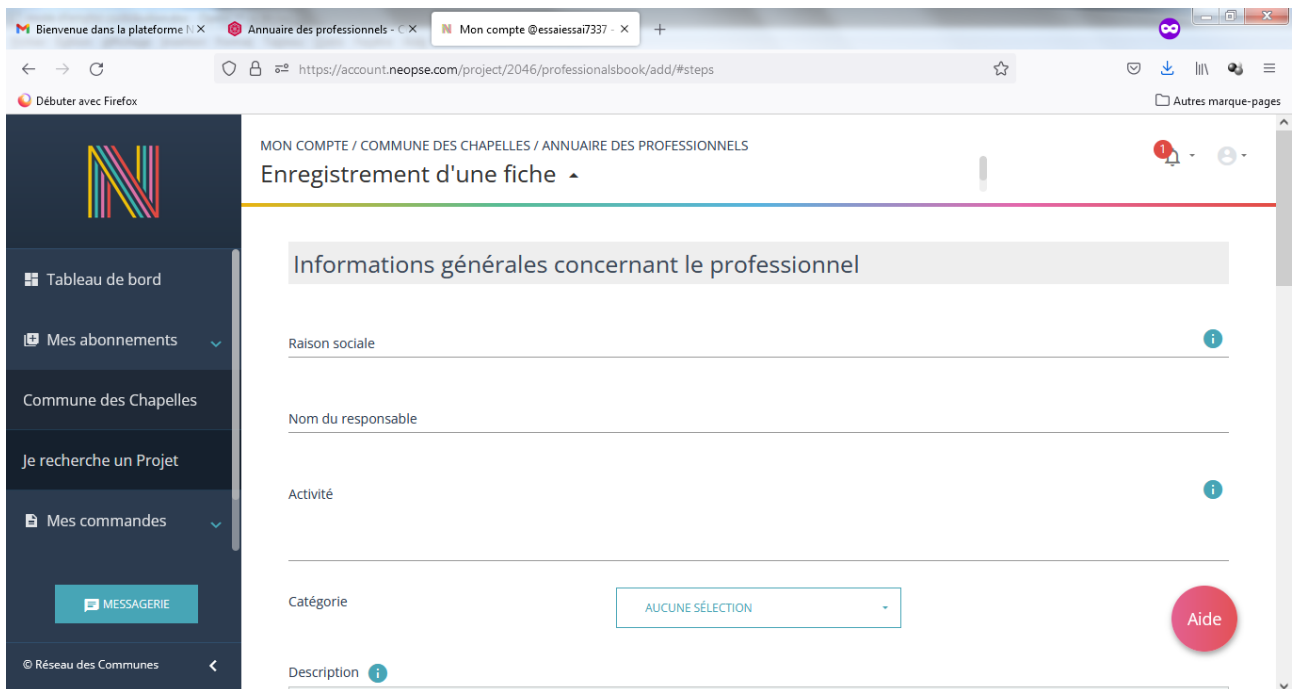 Bienvenue dans la plateforme N
Annuaire des professionnels - C
N Mon compte @essaiessai7337 -
https://account.neopse.com/project/2046/professionalsbook/add/#steps
Débuter avec Firefox
Autres marque-pages
MON COMPTE / COMMUNE DES CHAPELLES / ANNUAIRE DES PROFESSIONNELS
Enregistrement d'une fiche
1
N
Tableau de bord
Mes abonnements
Commune des Chapelles
Je recherche un Projet
Mes commandes
MESSAGERIE
© Réseau des Communes
Informations générales concernant le professionnel
Raison sociale
Nom du responsable
Activité
Catégorie
AUCUNE SÉLECTION
Aide
Description